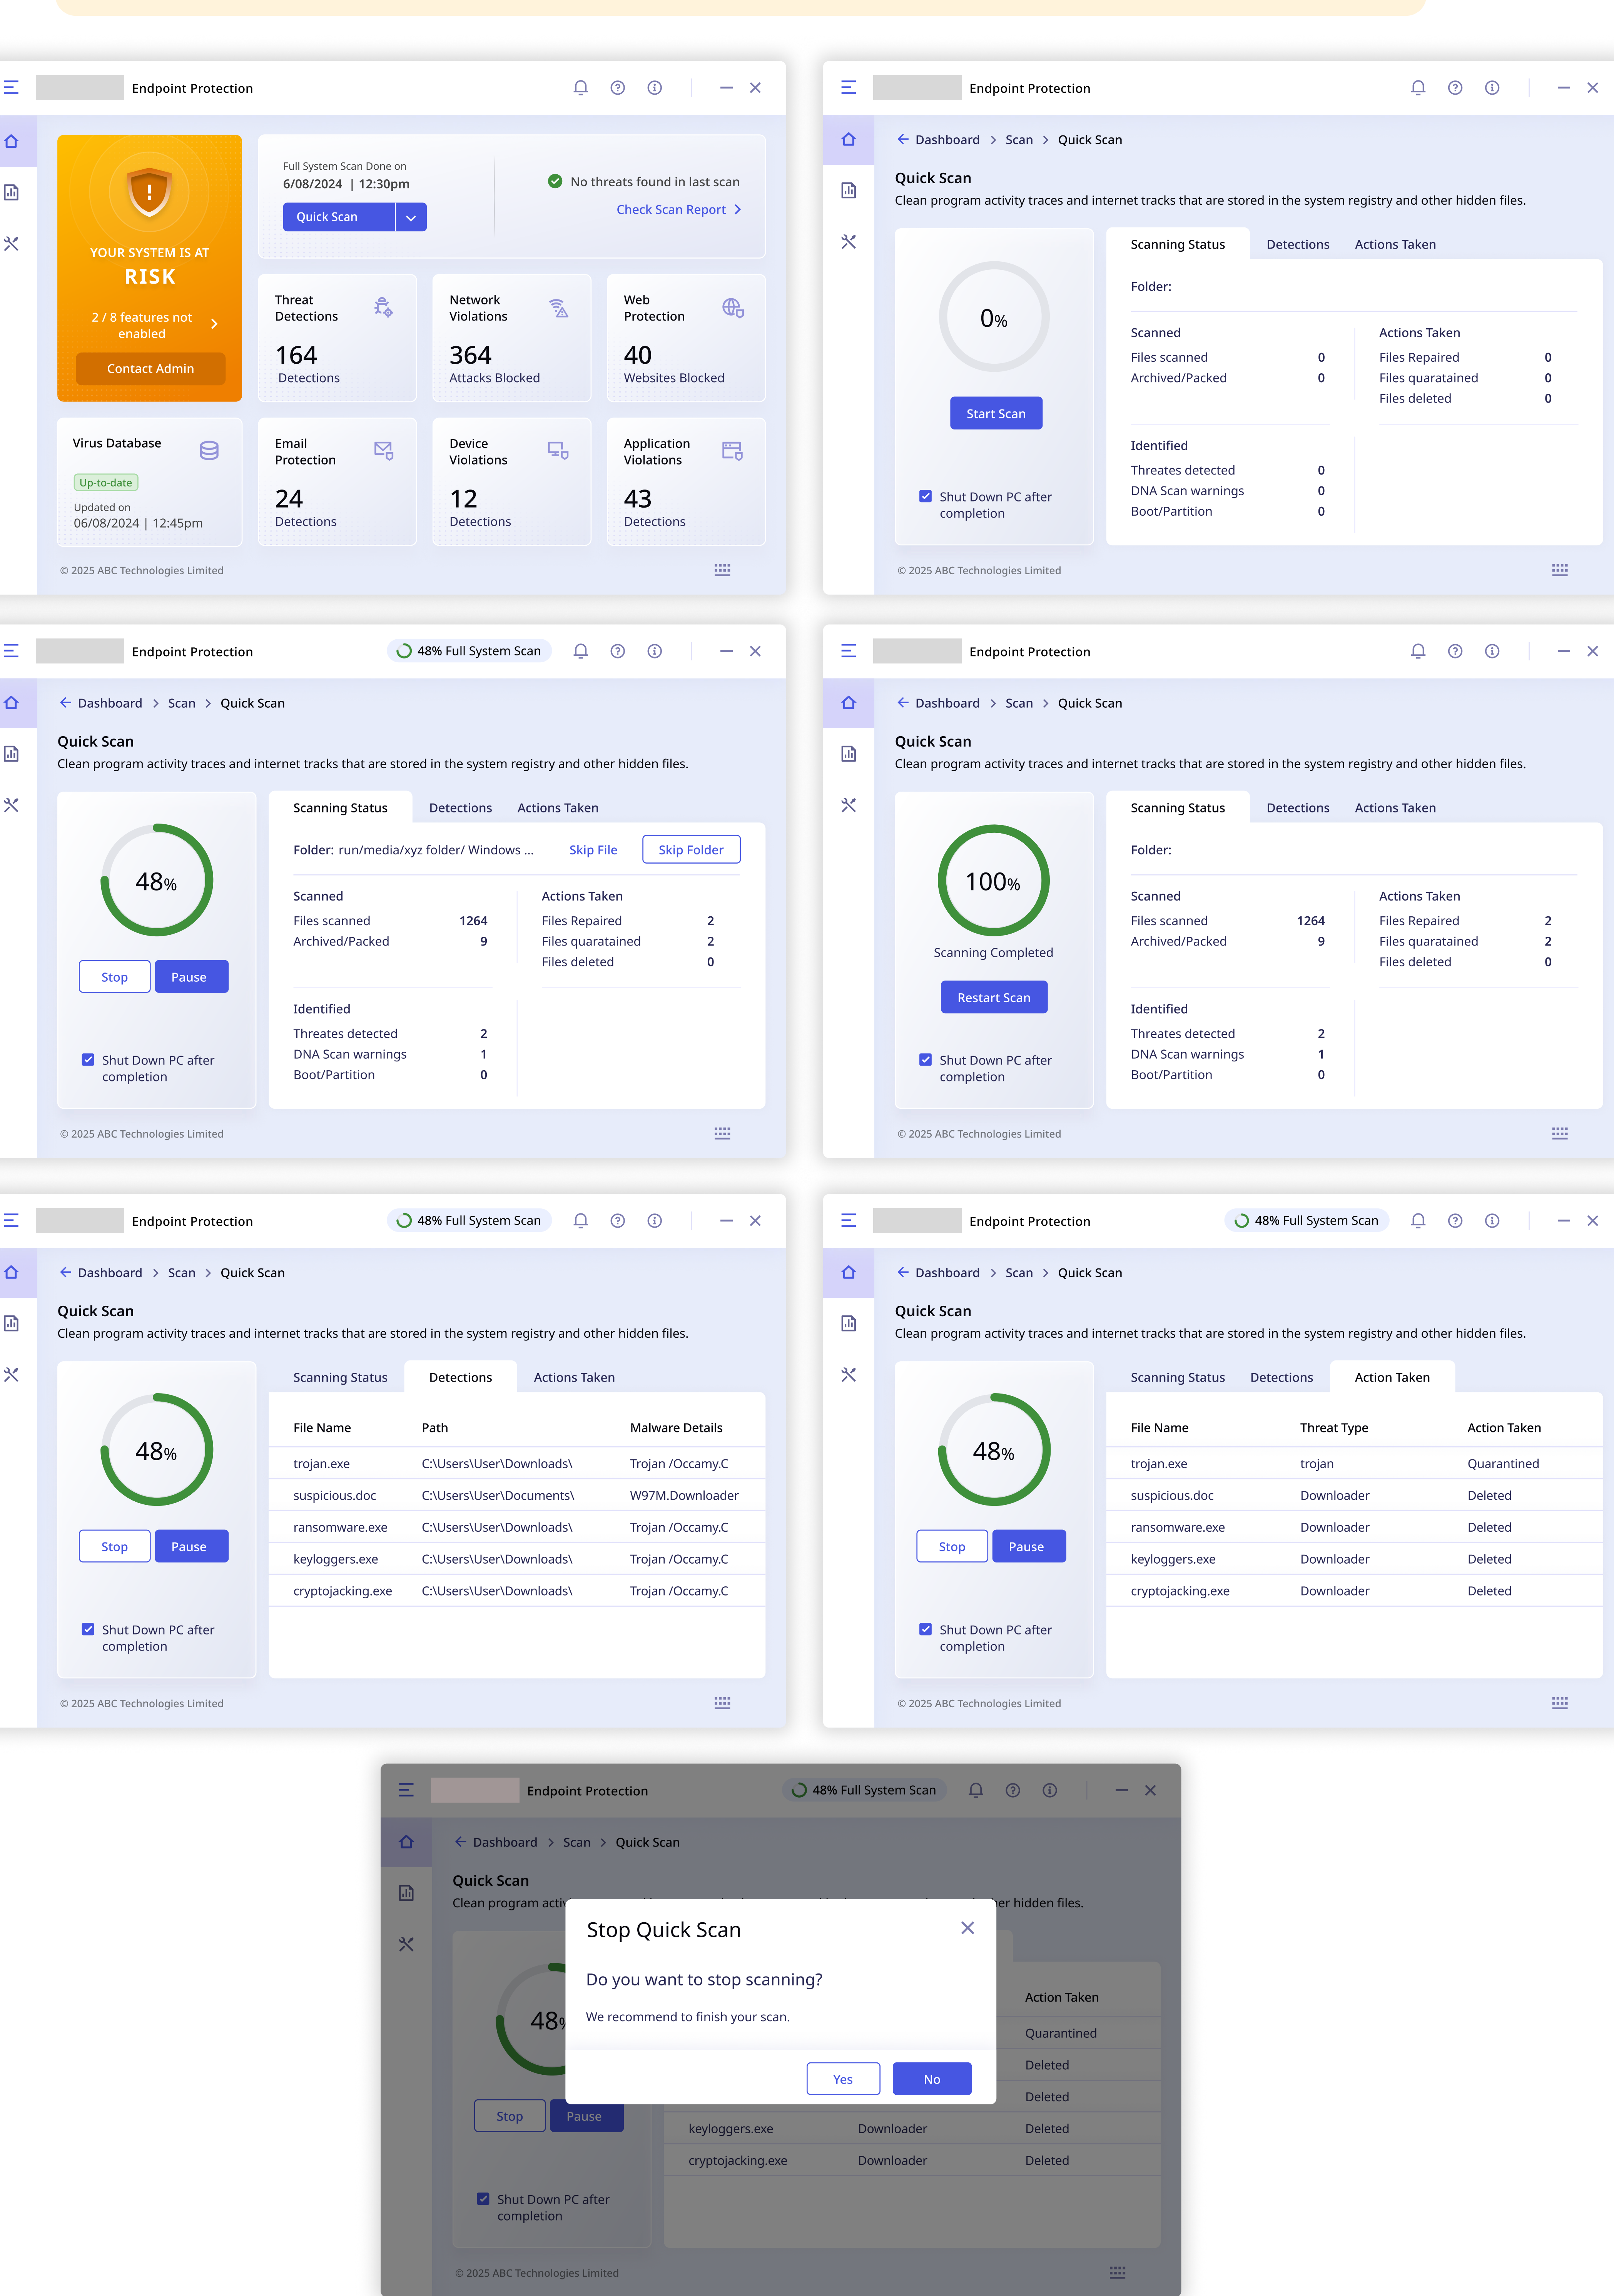 Endpoint Protection
YOUR SYSTEM IS AT
RISK
2 / 8 features not
enabled
Contact Admin
Full System Scan Done on
6/08/2024 | 12:30pm
Quick Scan
No threats found in last scan
Check Scan Report
Threat
Detections
164
Detections
Network
Violations
364
Attacks Blocked
Web
Protection
40
Websites Blocked
Virus Database
Up-to-date
Updated on
06/08/2024 | 12:45pm
Email
Protection
24
Detections
Device
Violations
12
Detections
Application
Violations
43
Detections
© 2025 ABC Technologies Limited
Endpoint Protection
Dashboard > Scan > Quick Scan
Quick Scan
Clean program activity traces and internet tracks that are stored in the system registry and other hidden files.
0%
Start Scan
Shut Down PC after
completion
Scanning Status Detections Actions Taken
Folder:
Scanned
Files scanned 0
Archived/Packed 0
Actions Taken
Files Repaired 0
Files quaratained 0
Files deleted 0
Identified
Threates detected 0
DNA Scan warnings 0
Boot/Partition 0
© 2025 ABC Technologies Limited
Endpoint Protection
48% Full System Scan
Dashboard > Scan > Quick Scan
Quick Scan
Clean program activity traces and internet tracks that are stored in the system registry and other hidden files.
48%
Stop Pause
Shut Down PC after
completion
Scanning Status Detections Actions Taken
Folder: run/media/xyz folder/ Windows ... Skip File Skip Folder
Scanned
Files scanned 1264
Archived/Packed 9
Actions Taken
Files Repaired 2
Files quaratained 2
Files deleted 0
Identified
Threates detected 2
DNA Scan warnings 1
Boot/Partition 0
© 2025 ABC Technologies Limited
Endpoint Protection
Dashboard > Scan > Quick Scan
Quick Scan
Clean program activity traces and internet tracks that are stored in the system registry and other hidden files.
100%
Scanning Completed
Restart Scan
Shut Down PC after
completion
Scanning Status Detections Actions Taken
Folder:
Scanned
Files scanned 1264
Archived/Packed 9
Actions Taken
Files Repaired 2
Files quaratained 2
Files deleted 0
Identified
Threates detected 2
DNA Scan warnings 1
Boot/Partition 0
© 2025 ABC Technologies Limited
Endpoint Protection
48% Full System Scan
Dashboard > Scan > Quick Scan
Quick Scan
Clean program activity traces and internet tracks that are stored in the system registry and other hidden files.
48%
Stop Pause
Shut Down PC after
completion
Scanning Status Detections Actions Taken
File Name Path Malware Details
trojan.exe C:\Users\User\Downloads\ Trojan /Occamy.C
suspicious.doc C:\Users\User\Documents\ W97M.Downloader
ransomware.exe C:\Users\User\Downloads\ Trojan /Occamy.C
keyloggers.exe C:\Users\User\Downloads\ Trojan /Occamy.C
cryptojacking.exe C:\Users\User\Downloads\ Trojan /Occamy.C
© 2025 ABC Technologies Limited
Endpoint Protection
48% Full System Scan
Dashboard > Scan > Quick Scan
Quick Scan
Clean program activity traces and internet tracks that are stored in the system registry and other hidden files.
48%
Stop Pause
Shut Down PC after
completion
Scanning Status Detections Action Taken
File Name Threat Type Action Taken
trojan.exe trojan Quarantined
suspicious.doc Downloader Deleted
ransomware.exe Downloader Deleted
keyloggers.exe Downloader Deleted
cryptojacking.exe Downloader Deleted
© 2025 ABC Technologies Limited
Endpoint Protection
48% Full System Scan
Dashboard > Scan > Quick Scan
Quick Scan
Clean program hidden files.
Stop Quick Scan
Do you want to stop scanning?
We recommend to finish your scan.
Yes No
48%
Stop Pause
Shut Down PC after
completion
Action Taken
Quarantined
Deleted
Deleted
keyloggers.exe Downloader Deleted
cryptojacking.exe Downloader Deleted
© 2025 ABC Technologies Limited